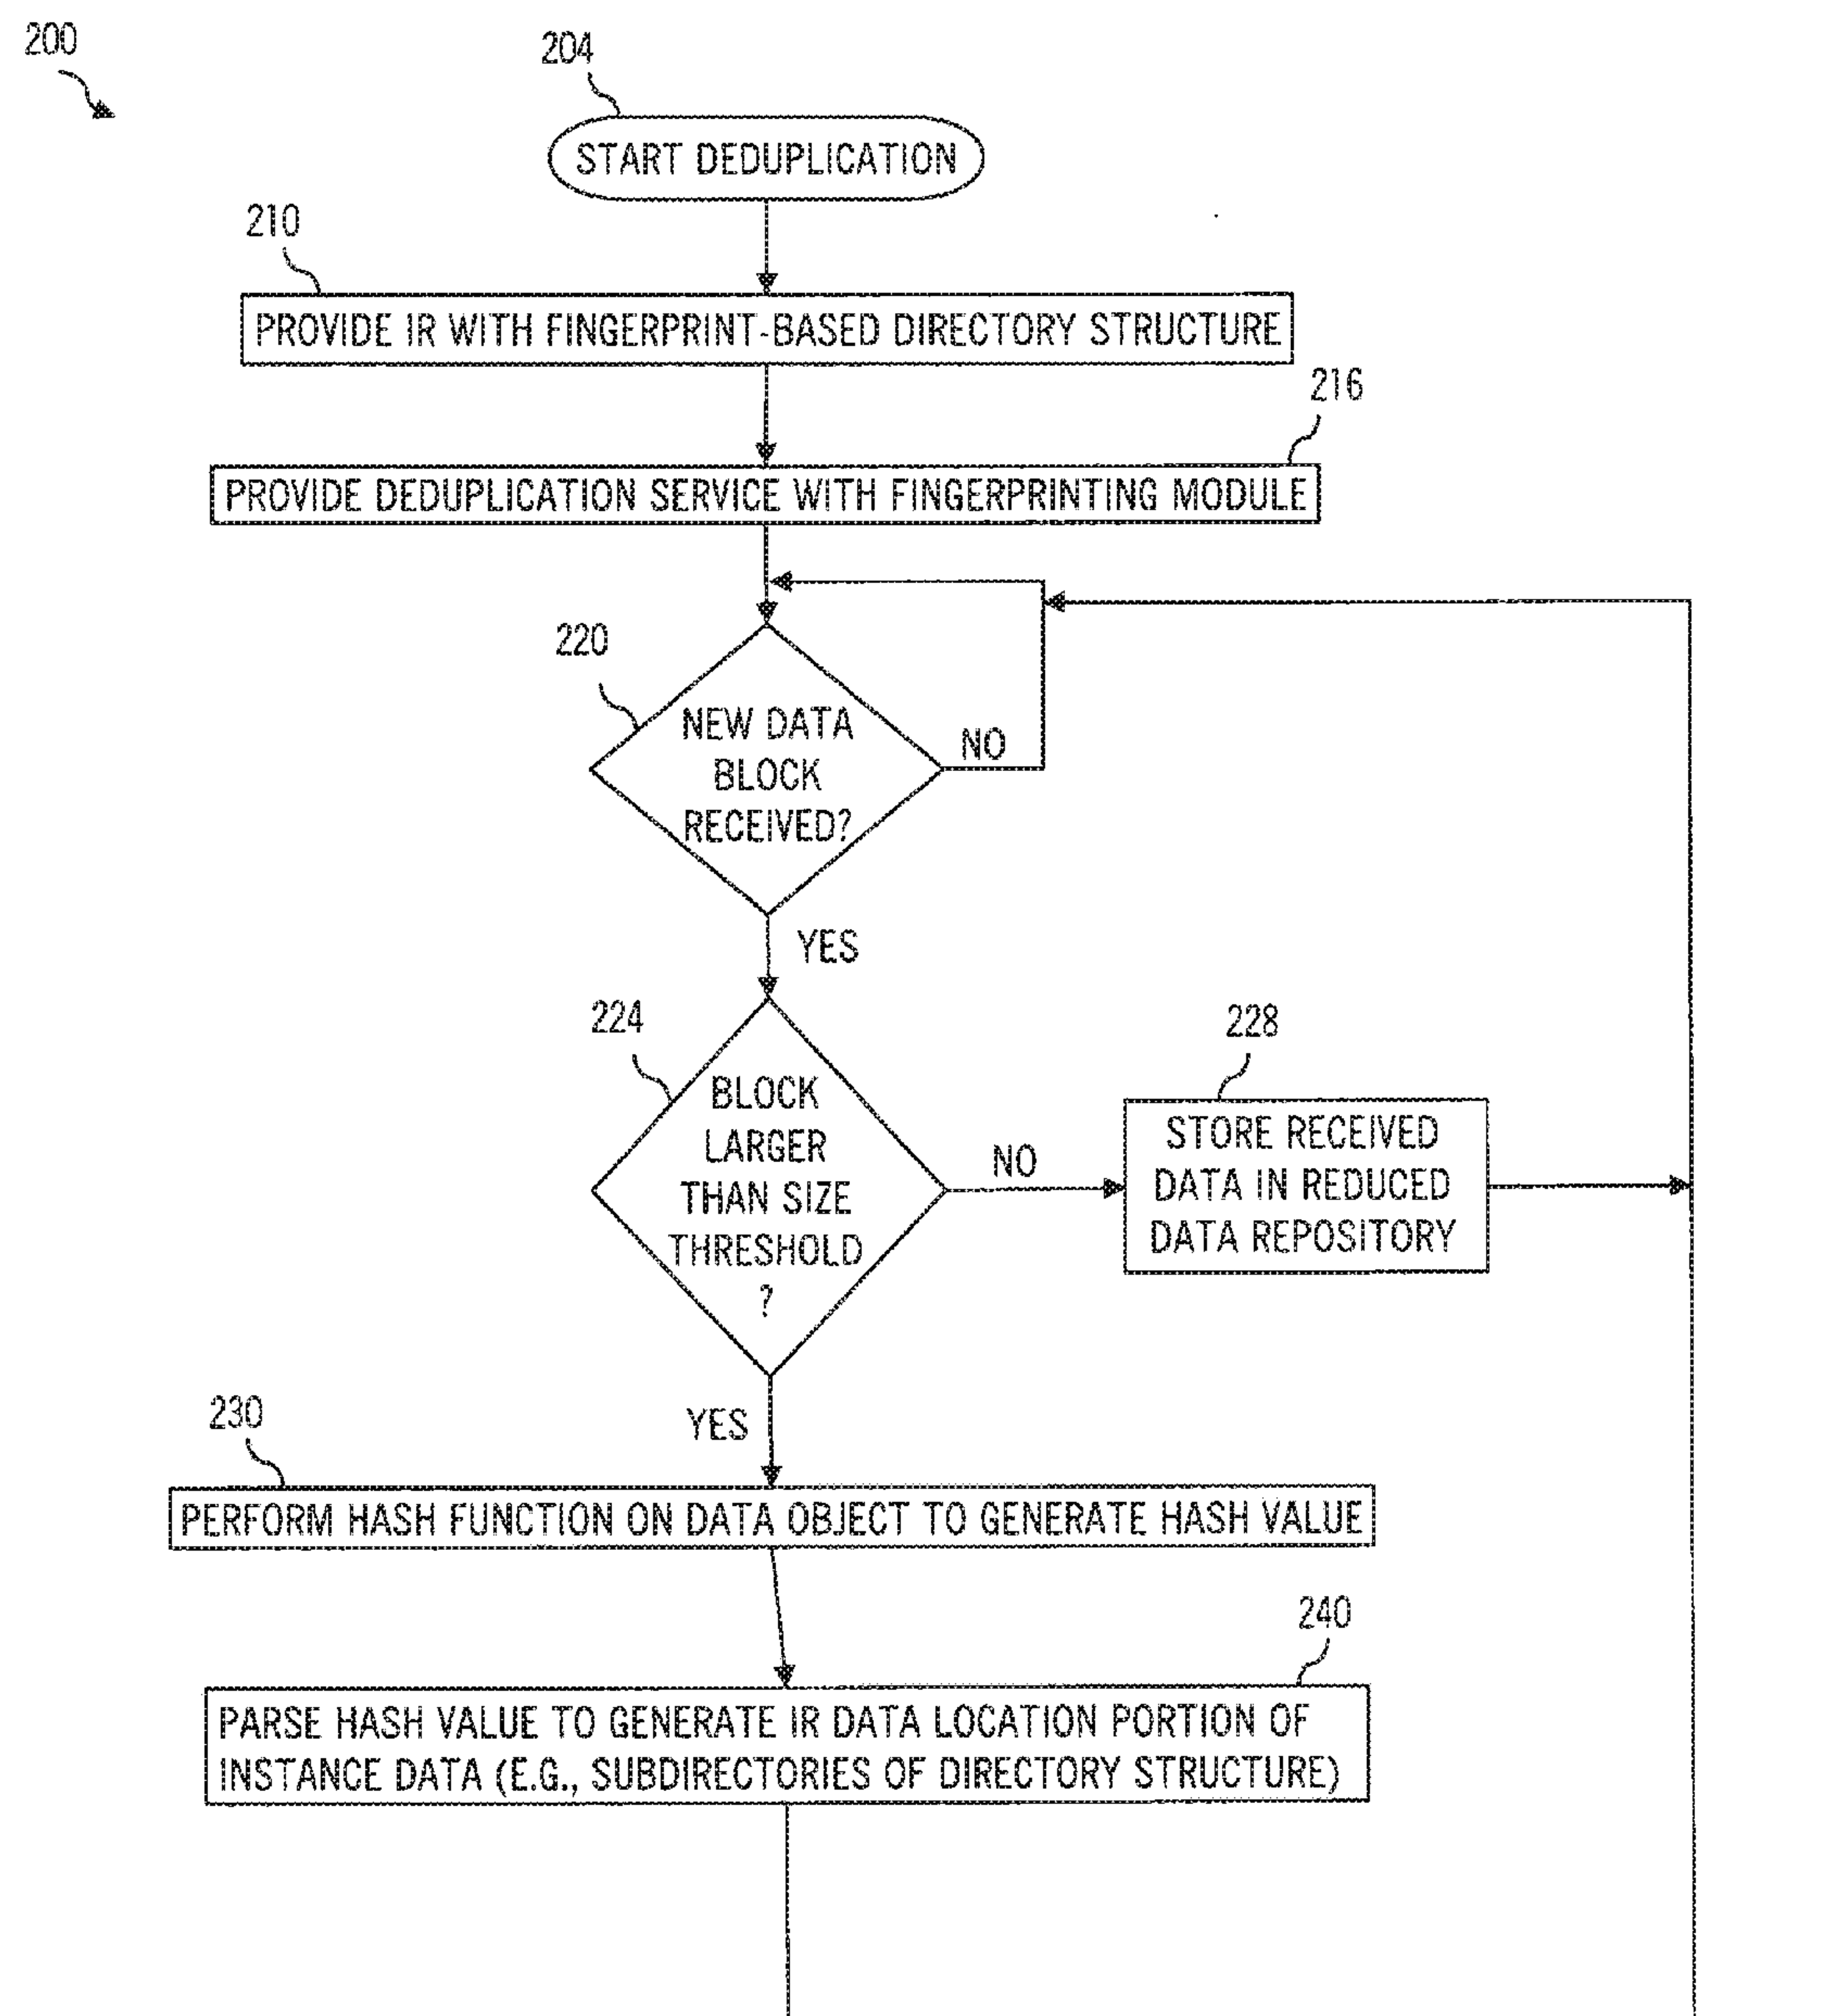 200
204
START DEDUPLICATION
210
PROVIDE IR WITH FINGERPRINT-BASED DIRECTORY STRUCTURE
216
PROVIDE DEDUPLICATION SERVICE WITH FINGERPRINTING MODULE
220
NEW DATA
BLOCK
RECEIVED?
NO
YES
224
BLOCK
LARGER
THAN SIZE
THRESHOLD
?
NO
228
STORE RECEIVED
DATA IN REDUCED
DATA REPOSITORY
YES
230
PERFORM HASH FUNCTION ON DATA OBJECT TO GENERATE HASH VALUE
240
PARSE HASH VALUE TO GENERATE IR DATA LOCATION PORTION OF
INSTANCE DATA (E.G., SUBDIRECTORIES OF DIRECTORY STRUCTURE)